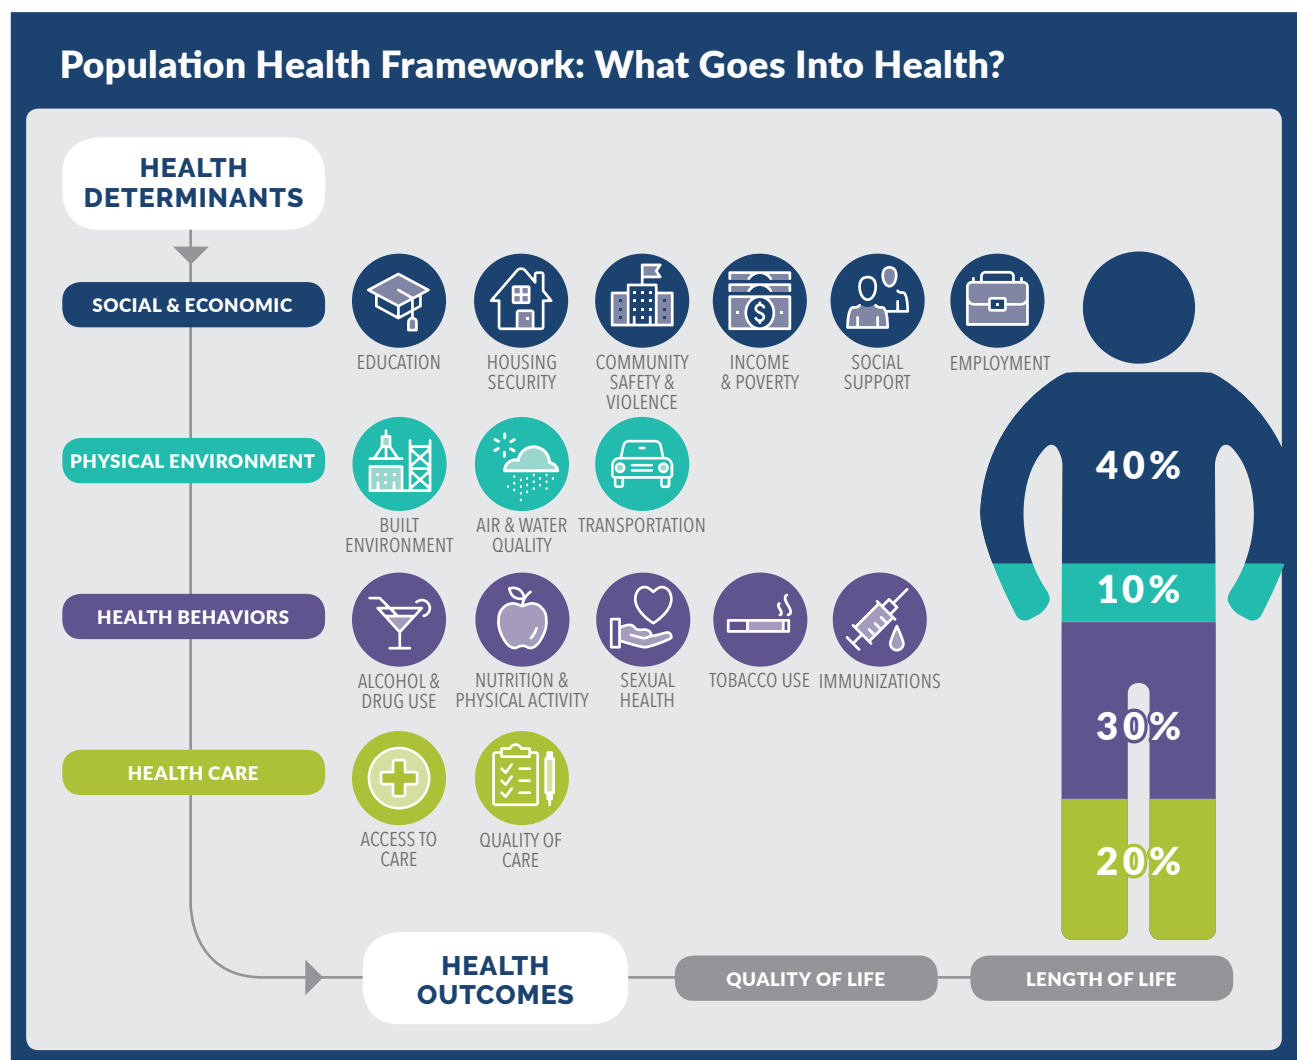 Population Health Framework: What Goes Into Health?
HEALTH
DETERMINANTS
SOCIAL & ECONOMIC
EDUCATION
HOUSING
SECURITY
COMMUNITY
SAFETY &
VIOLENCE
INCOME
& POVERTY
SOCIAL
SUPPORT
EMPLOYMENT
40%
PHYSICAL ENVIRONMENT
BUILT
ENVIRONMENT
AIR & WATER
QUALITY
TRANSPORTATION
10%
HEALTH BEHAVIORS
ALCOHOL &
DRUG USE
NUTRITION &
PHYSICAL ACTIVITY
SEXUAL
HEALTH
TOBACCO USE
IMMUNIZATIONS
30%
HEALTH CARE
ACCESS TO
CARE
QUALITY OF
CARE
20%
HEALTH
OUTCOMES
QUALITY OF LIFE
LENGTH OF LIFE